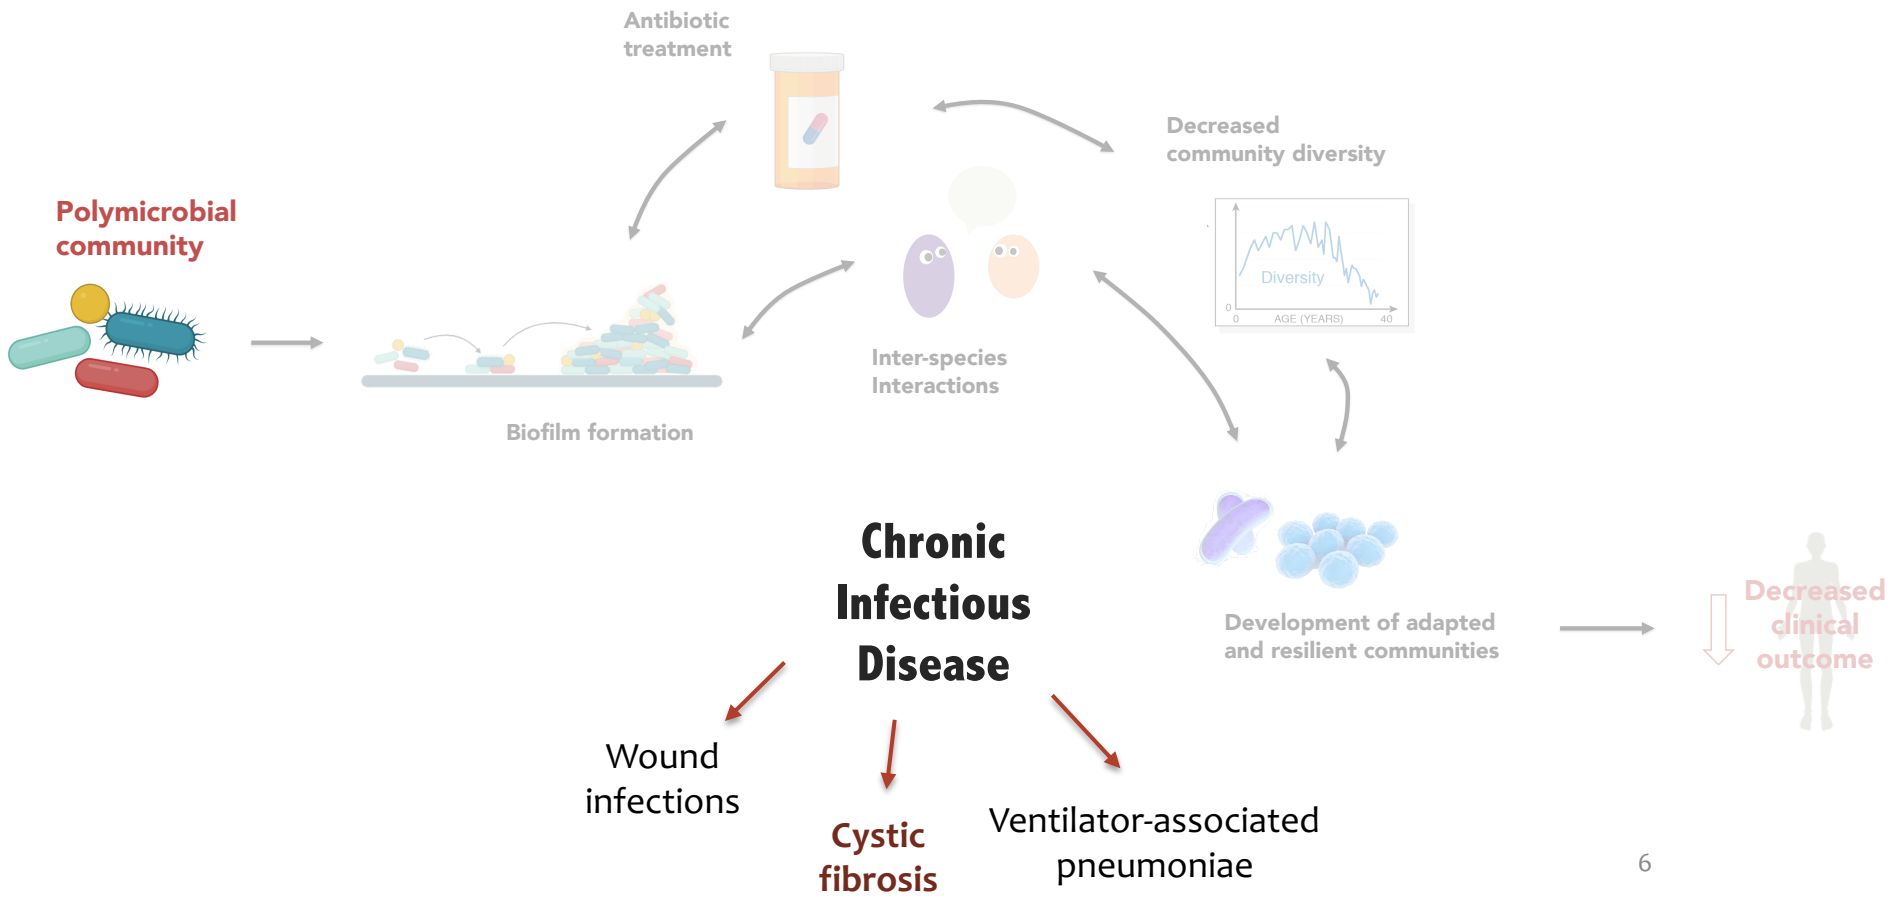 Antibiotic
treatment
Decreased
community diversity
Polymicrobial
community
Diversity
0
0
AGE (YEARS)
40
Inter-species
Interactions
Biofilm formation
Chronic
Infectious
Disease
Development of adapted
and resilient communities
Decreased
clinical
outcome
Wound
infections
Cystic
fibrosis
Ventilator-associated
pneumoniae
6